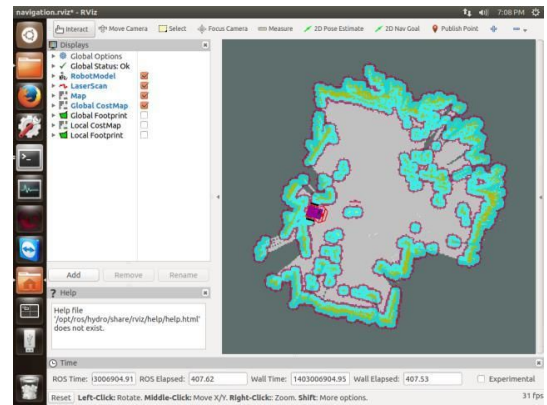 navigation.rviz* - RViz
7:08 PM
Interact Move Camera Select Focus Camera Measure 2D Pose Estimate 2D Nav Goal Publish Point
Displays
Global Options
Global Status: Ok
RobotModel
LaserScan
Map
Global CostMap
Global Footprint
Local CostMap
Local Footprint
Add Remove Rename
Help
Help file
'/opt/ros/hydro/share/rviz/help/help.html'
does not exist.
Time
ROS Time: 3006904.91 ROS Elapsed: 407.62 Wall Time: 1403006904.95 Wall Elapsed: 407.53 Experimental
Reset Left-Click: Rotate. Middle-Click: Move X/Y. Right-Click:: Zoom. Shift: More options. 31 fps